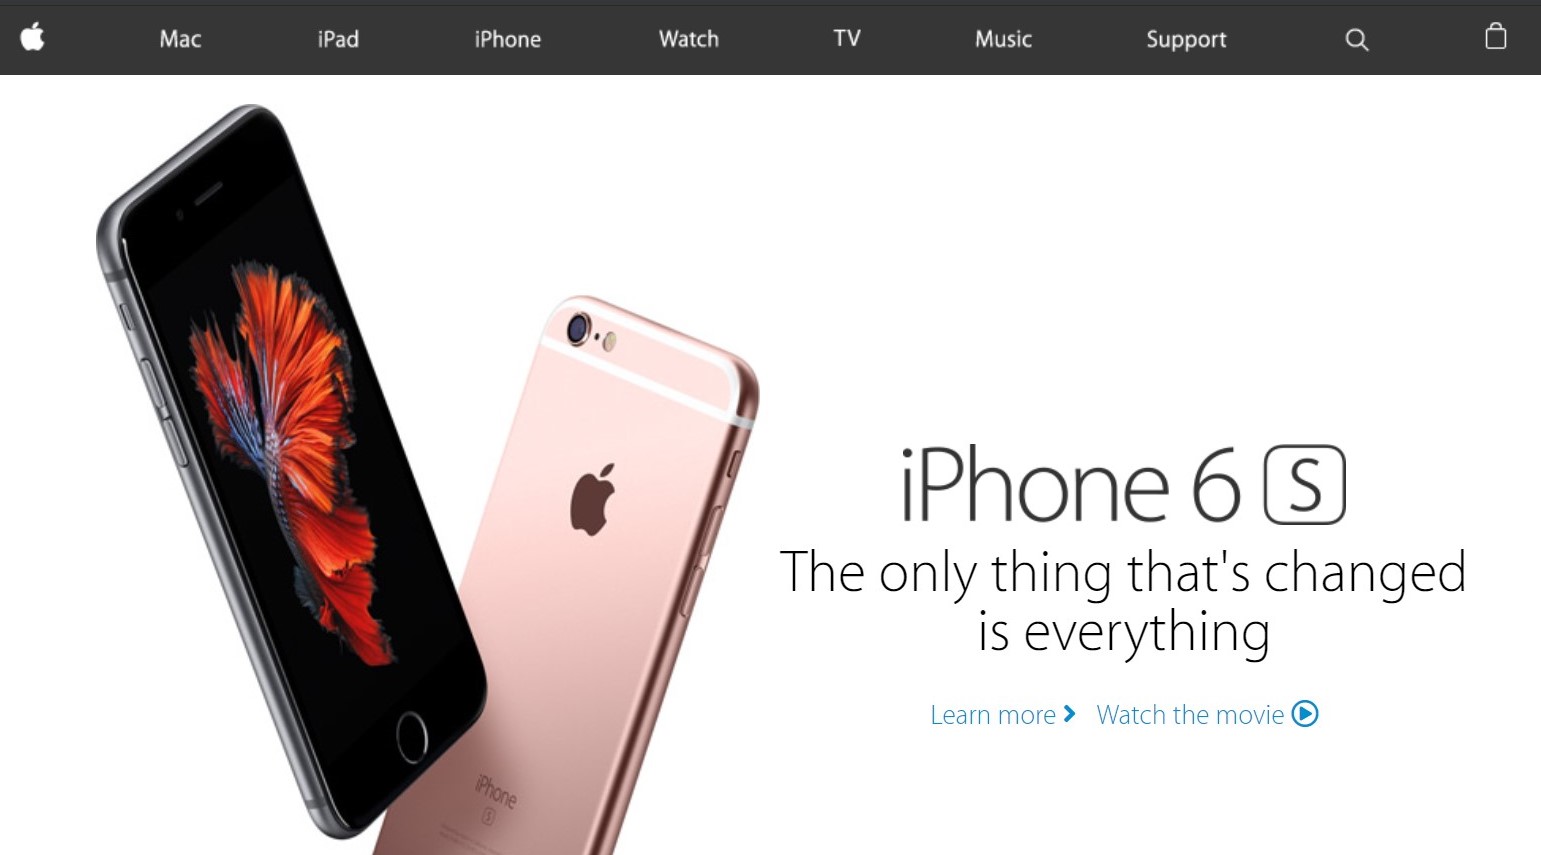 Mac iPad iPhone Watch TV Music Support
iPhone 6 S
The only thing that's changed
is everything
Learn more Watch the movie
iPhone
S